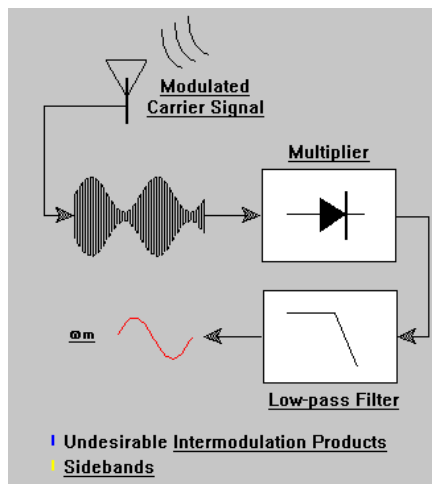 Modulated
Carrier Signal
Multiplier
ωm
Low-pass Filter
Undesirable Intermodulation Products
Sidebands